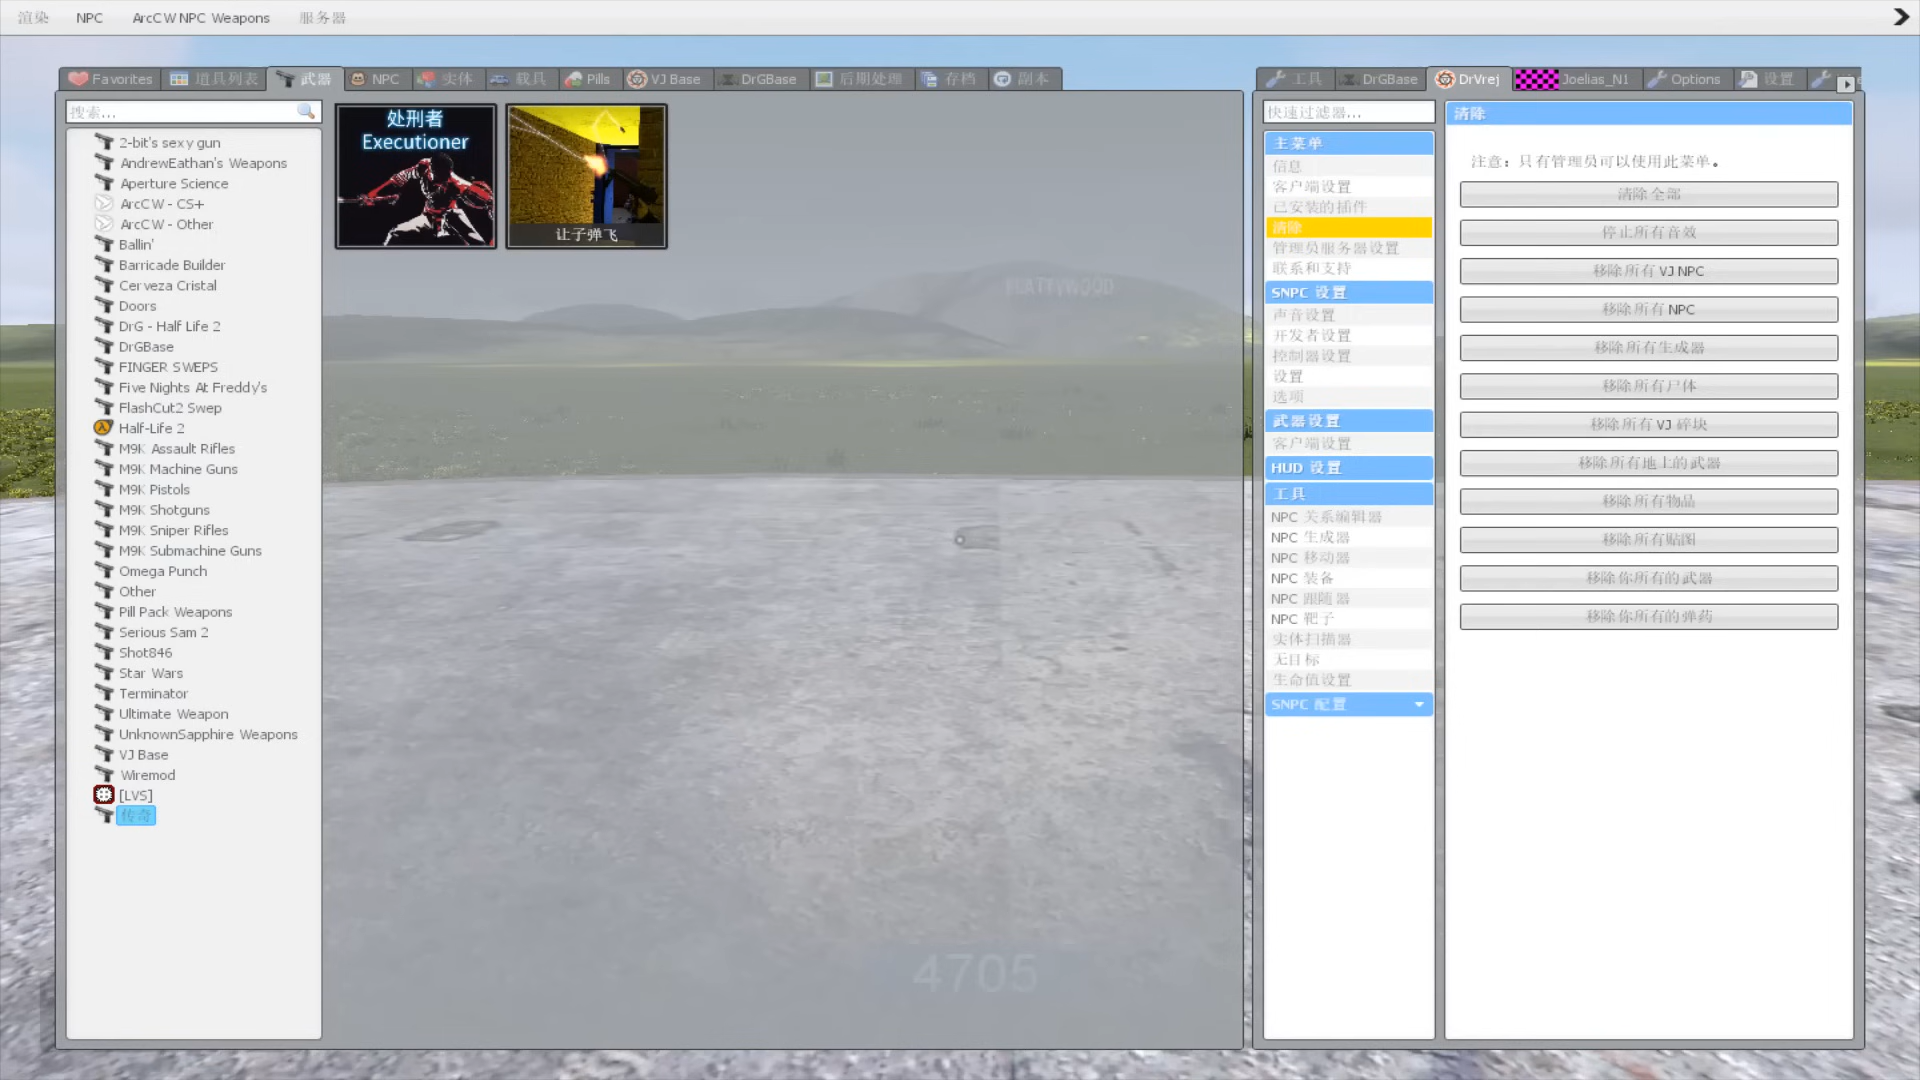 渲染 NPC ArcCW NPC Weapons 服务器
Favorites 道具列表 武器 NPC 实体 载具 Pills VJ Base DrGBase 后期处理 存档 副本
搜索...
2-bit's sexy gun
AndrewEathan's Weapons
Aperture Science
ArcCW - CS+
ArcCW - Other
Ballin'
Barricade Builder
Cerveza Cristal
Doors
DrG - Half Life 2
DrGBase
FINGER SWEPS
Five Nights At Freddy's
FlashCut2 Swep
Half-Life 2
M9K Assault Rifles
M9K Machine Guns
M9K Pistols
M9K Shotguns
M9K Sniper Rifles
M9K Submachine Guns
Omega Punch
Other
Pill Pack Weapons
Serious Sam 2
Shot846
Star Wars
Terminator
Ultimate Weapon
UnknownSapphire Weapons
VJ Base
Wiremod
[LVS]
传奇
处刑者
Executioner
让子弹飞
4705
工具 DrGBase DrVrej Joelias_N1 Options 设置
快速过滤器...
主菜单
信息
客户端设置
已安装的插件
清除
管理员服务器设置
联系和支持
SNPC 设置
声音设置
开发者设置
控制器设置
设置
选项
武器设置
客户端设置
HUD 设置
工具
NPC 关系编辑器
NPC 生成器
NPC 移动器
NPC 装备
NPC 跟随器
NPC 靶子
实体扫描器
无目标
生命值设置
SNPC 配置
清除
注意：只有管理员可以使用此菜单。
清除全部
停止所有音效
移除所有 VJ NPC
移除所有 NPC
移除所有生成器
移除所有尸体
移除所有 VJ 碎块
移除所有地上的武器
移除所有物品
移除所有贴图
移除你所有的武器
移除你所有的弹药